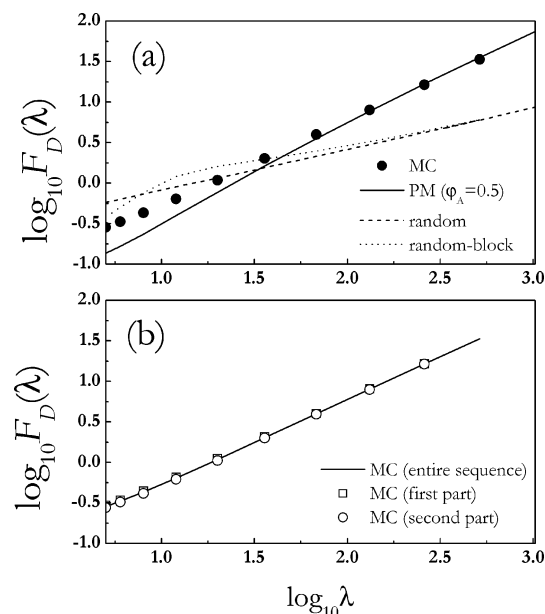 (a)
2.0
1.5
1.0
0.5
0.0
-0.5
-1.0
log₁₀F_D(λ)
MC
PM (φ_A=0.5)
random
random-block
1.0 1.5 2.0 2.5 3.0
(b)
2.0
1.5
1.0
0.5
0.0
-0.5
-1.0
log₁₀F_D(λ)
MC (entire sequence)
MC (first part)
MC (second part)
1.0 1.5 2.0 2.5 3.0
log₁₀λ